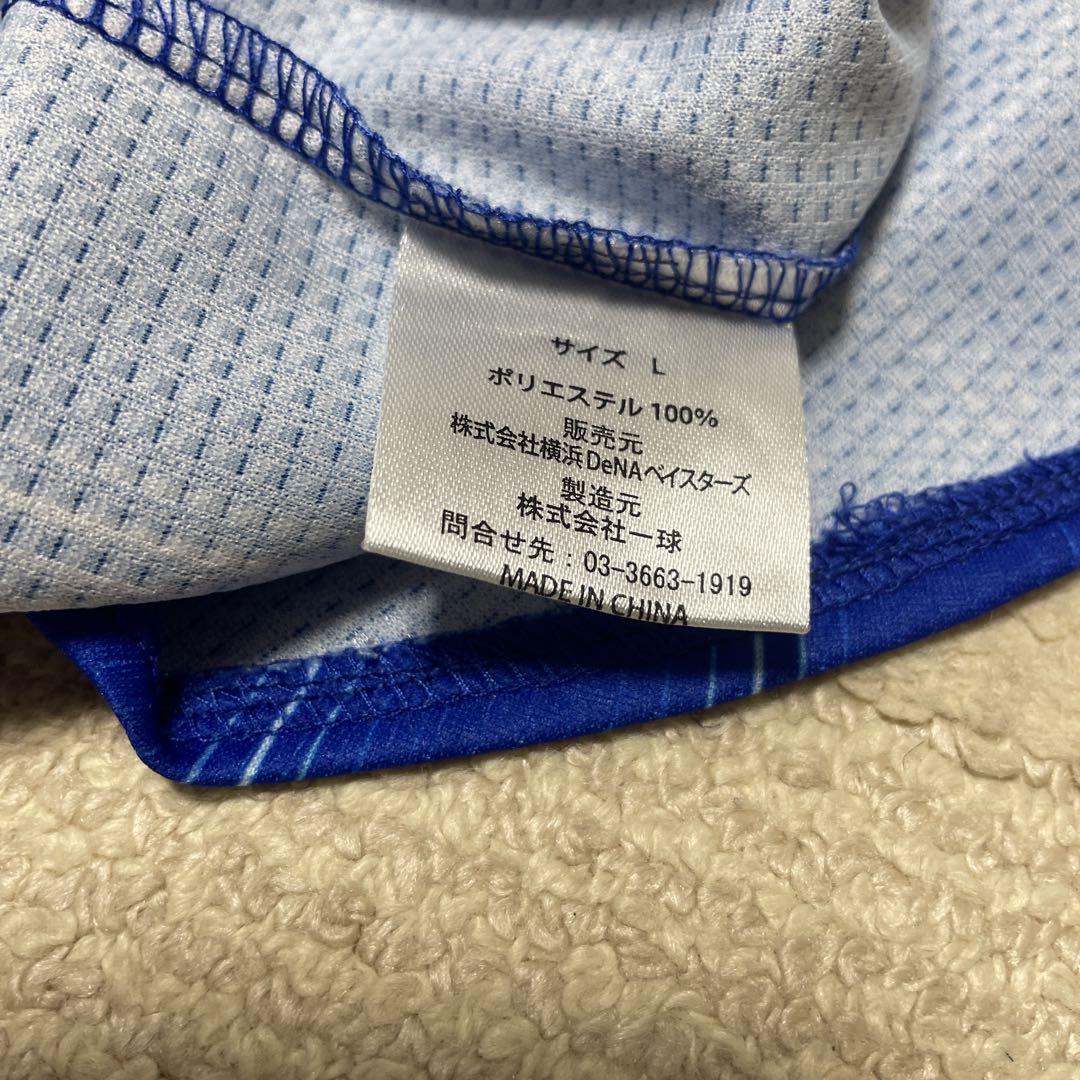 サイズ L
ポリエステル 100%
販売元
株式会社横浜DeNAベイスターズ
製造元
株式会社一球
問合せ先：03-3663-1919
MADE IN CHINA